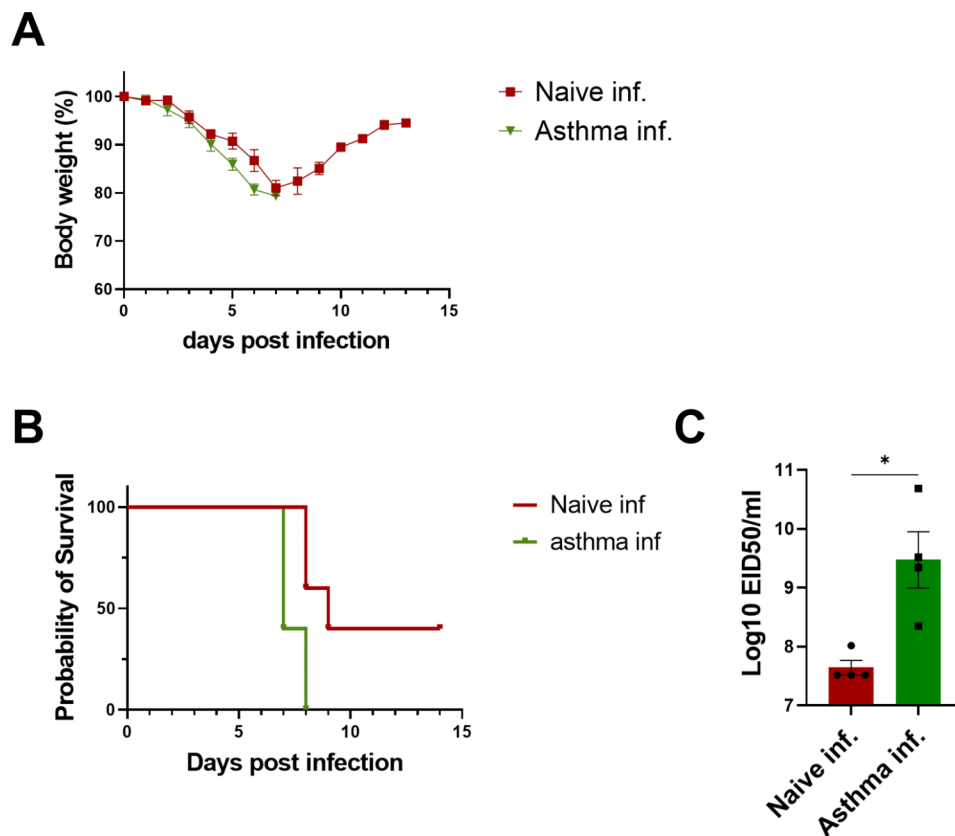 A
100
90
80
70
60
Body weight (%)
0 5 10 15
days post infection
Naive inf.
Asthma inf.
B
100
50
0
Probability of Survival
0 5 10 15
Days post infection
Naive inf
asthma inf
C
*
11
10
9
8
7
Log10 EID50/ml
Naive inf.
Asthma inf.